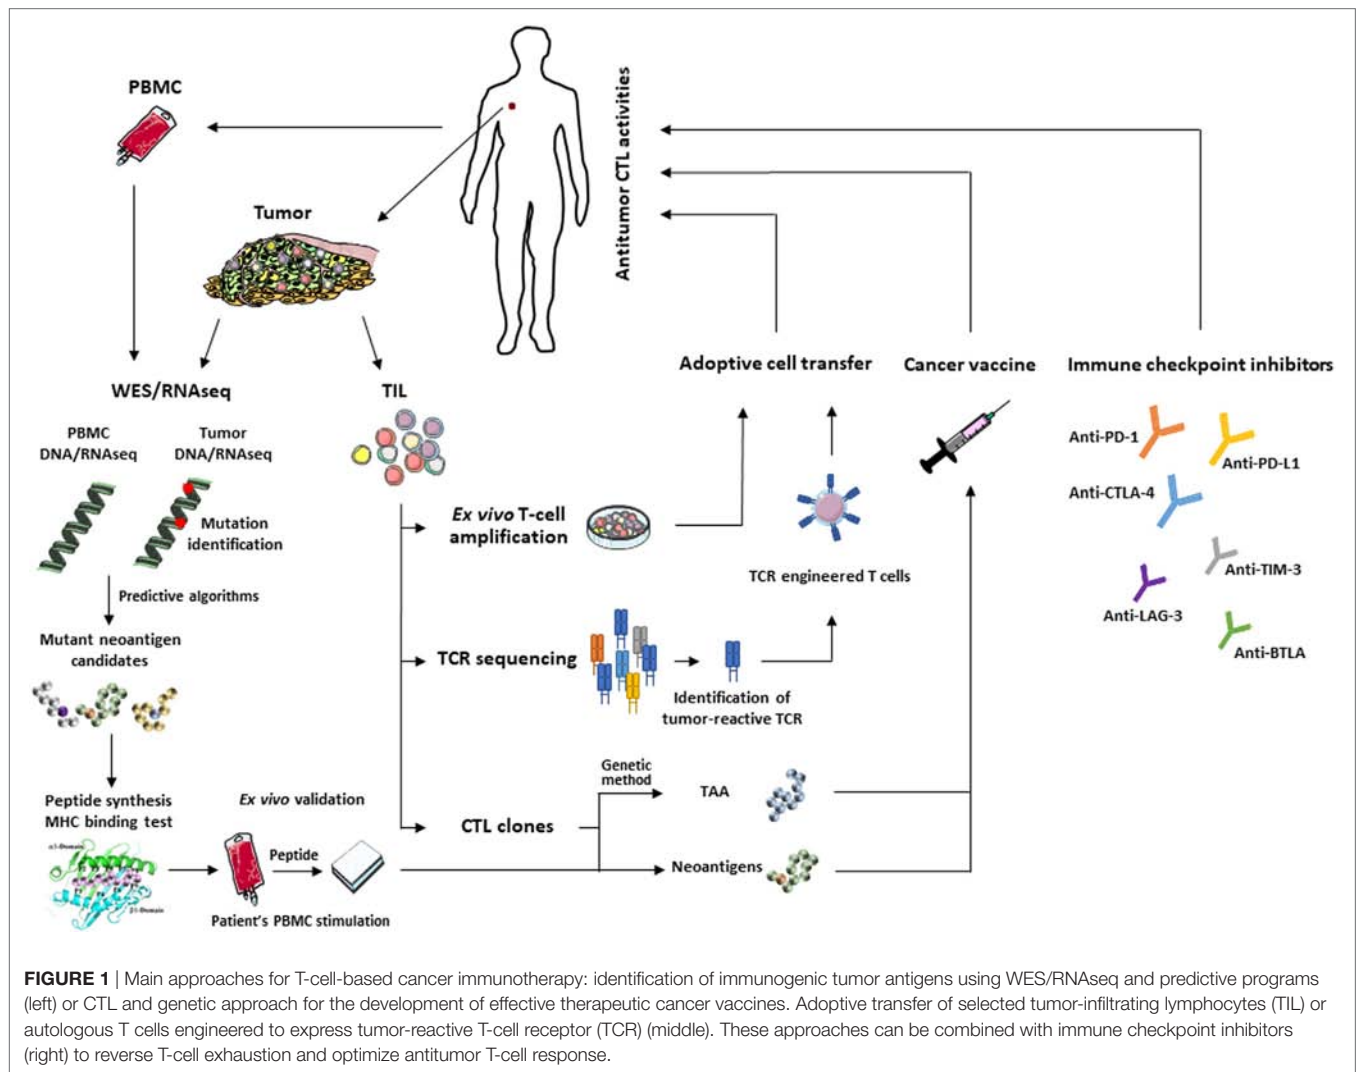 PBMC
Antitumor CTL activities
Tumor
WES/RNAseq
TIL
Adoptive cell transfer
Cancer vaccine
Immune checkpoint inhibitors
PBMC
DNA/RNAseq
Tumor
DNA/RNAseq
Mutation
identification
Anti-PD-1
Anti-PD-L1
Anti-CTLA-4
Anti-TIM-3
Anti-LAG-3
Anti-BTLA
Ex vivo T-cell
amplification
TCR engineered T cells
Predictive algorithms
Mutant neoantigen
candidates
TCR sequencing
Identification of
tumor-reactive TCR
Peptide synthesis
MHC binding test
α1-Domain
β1-Domain
Ex vivo validation
Peptide
Patient's PBMC stimulation
CTL clones
Genetic
method
TAA
Neoantigens
FIGURE 1 | Main approaches for T-cell-based cancer immunotherapy: identification of immunogenic tumor antigens using WES/RNAseq and predictive programs
(left) or CTL and genetic approach for the development of effective therapeutic cancer vaccines. Adoptive transfer of selected tumor-infiltrating lymphocytes (TIL) or
autologous T cells engineered to express tumor-reactive T-cell receptor (TCR) (middle). These approaches can be combined with immune checkpoint inhibitors
(right) to reverse T-cell exhaustion and optimize antitumor T-cell response.